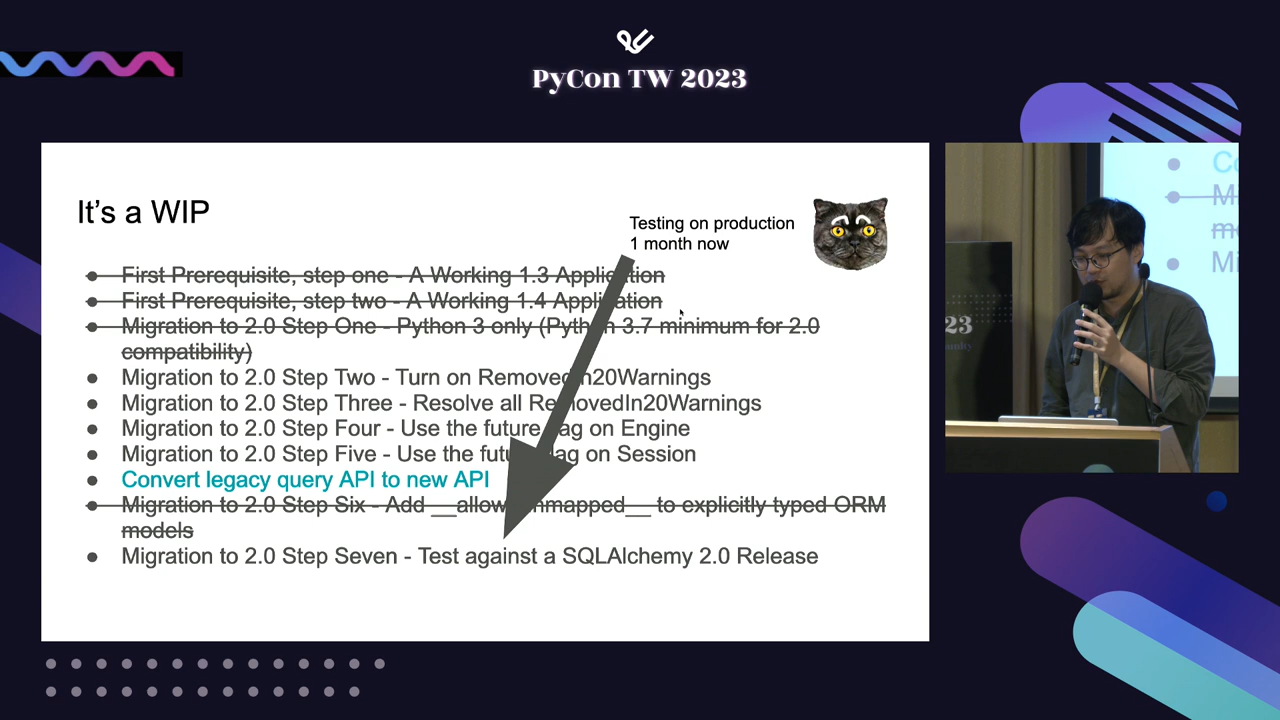 PyCon TW 2023
It's a WIP
Testing on production
1 month now
First Prerequisite, step one - A Working 1.3 Application
First Prerequisite, step two - A Working 1.4 Application
Migration to 2.0 Step One - Python 3 only (Python 3.7 minimum for 2.0
compatibility)
Migration to 2.0 Step Two - Turn on RemovedIn20Warnings
Migration to 2.0 Step Three - Resolve all RemovedIn20Warnings
Migration to 2.0 Step Four - Use the future flag on Engine
Migration to 2.0 Step Five - Use the future flag on Session
Convert legacy query API to new API
Migration to 2.0 Step Six - Add __allow_unmapped__ to explicitly typed ORM
models
Migration to 2.0 Step Seven - Test against a SQLAlchemy 2.0 Release
23